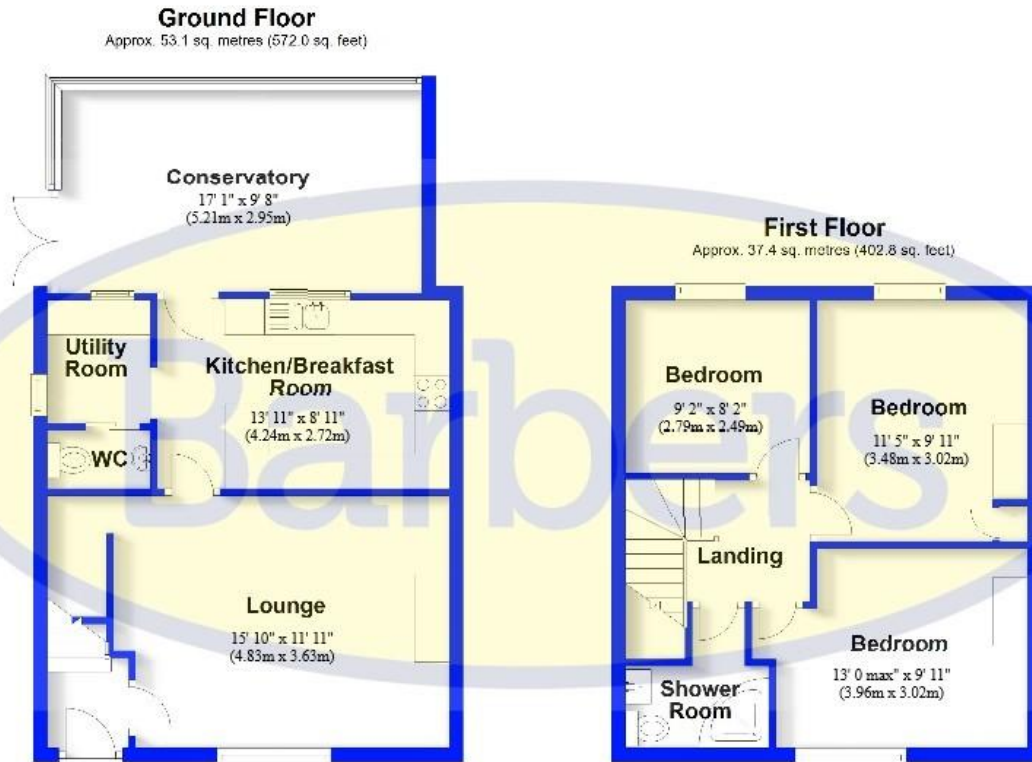 Ground Floor
Approx. 53.1 sq. metres (572.0 sq. feet)
Conservatory
17' 1" x 9' 8"
(5.21m x 2.95m)
Utility
Room
Kitchen/Breakfast
Room
13' 11" x 8' 11"
(4.24m x 2.72m)
WC
Lounge
15' 10" x 11' 11"
(4.83m x 3.63m)
First Floor
Approx. 37.4 sq. metres (402.8 sq. feet)
Bedroom
9' 2" x 8' 2"
(2.79m x 2.49m)
Bedroom
11' 5" x 9' 11"
(3.48m x 3.02m)
Landing
Bedroom
13' 0 max" x 9' 11"
(3.96m x 3.02m)
Shower
Room
Barbers